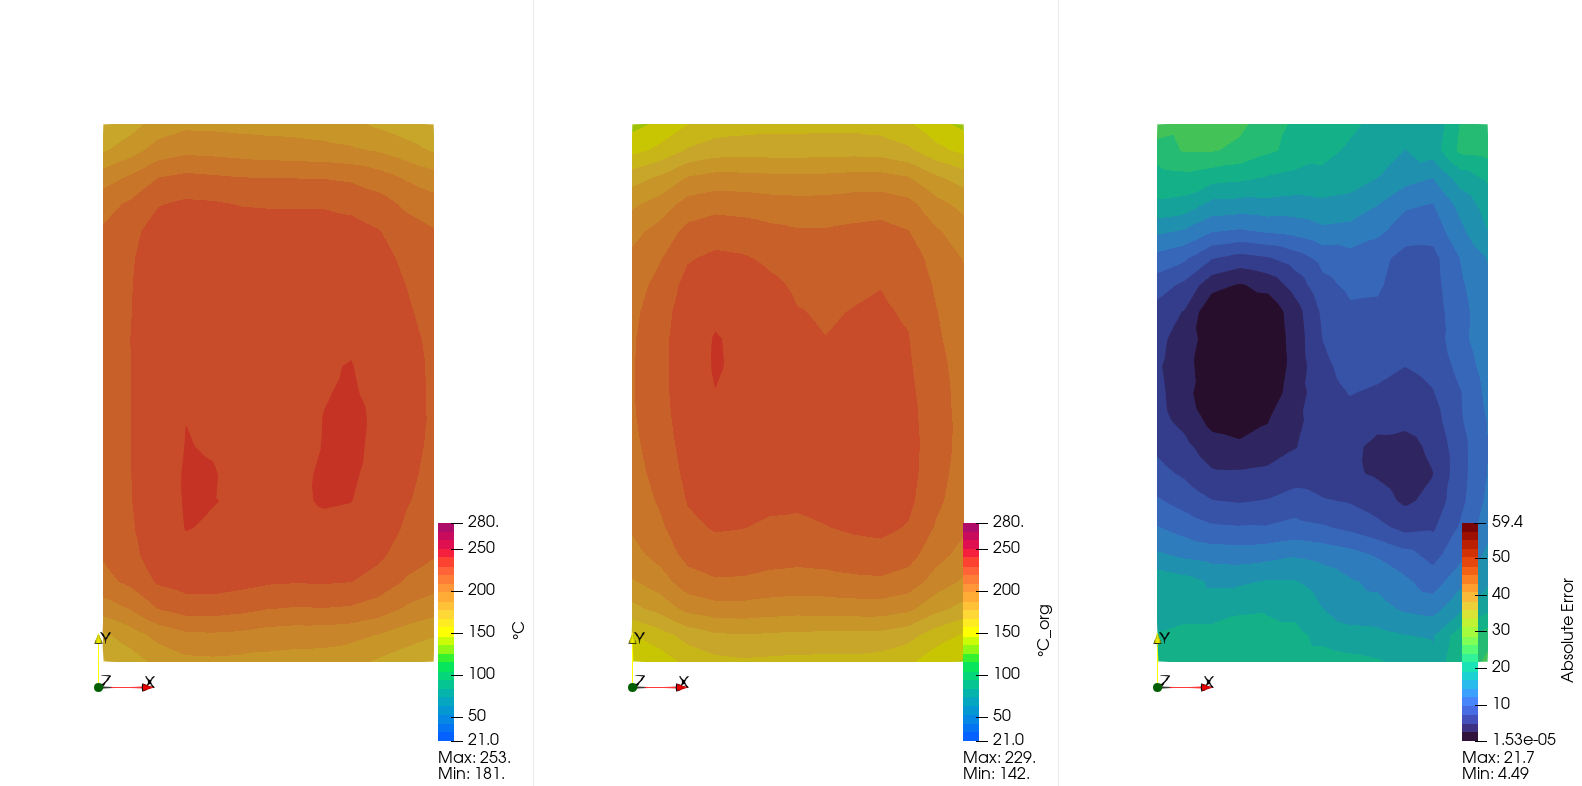 280.
250
200
150
100
50
21.0
°C
Max: 253.
Min: 181.
Y
Z
X
280.
250
200
150
100
50
21.0
°C_org
Max: 229.
Min: 142.
Y
Z
X
59.4
50
40
30
20
10
1.53e-05
Absolute Error
Max: 21.7
Min: 4.49
Y
Z
X